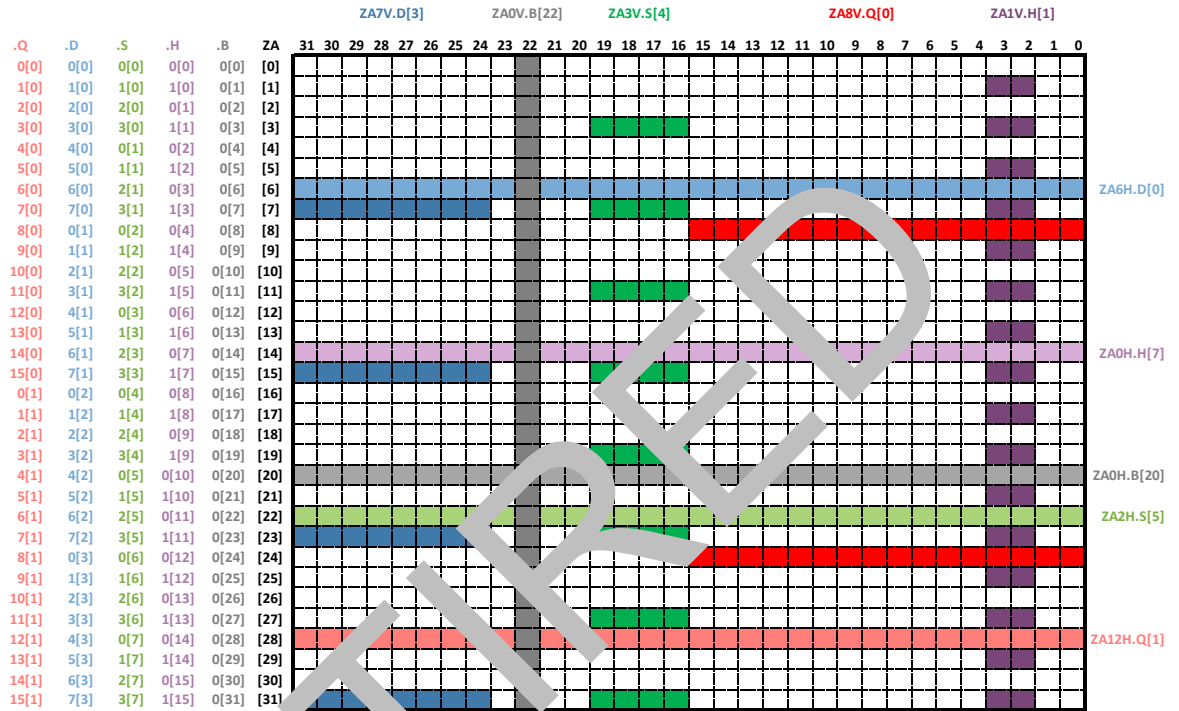 ZA7V.D[3] ZA0V.B[22] ZA3V.S[4] ZA8V.Q[0] ZA1V.H[1]
.Q .D .S .H .B ZA 31 30 29 28 27 26 25 24 23 22 21 20 19 18 17 16 15 14 13 12 11 10 9 8 7 6 5 4 3 2 1 0
0[0] 0[0] 0[0] 0[0] 0[0] [0]
1[0] 1[0] 1[0] 1[0] 0[1] [1]
2[0] 2[0] 2[0] 0[1] 0[2] [2]
3[0] 3[0] 3[0] 1[1] 0[3] [3]
4[0] 4[0] 0[1] 0[2] 0[4] [4]
5[0] 5[0] 1[1] 1[2] 0[5] [5]
6[0] 6[0] 2[1] 0[3] 0[6] [6] ZA6H.D[0]
7[0] 7[0] 3[1] 1[3] 0[7] [7]
8[0] 0[1] 0[2] 0[4] 0[8] [8]
9[0] 1[1] 1[2] 1[4] 0[9] [9]
10[0] 2[1] 2[2] 0[5] 0[10] [10]
11[0] 3[1] 3[2] 1[5] 0[11] [11]
12[0] 4[1] 0[3] 0[6] 0[12] [12]
13[0] 5[1] 1[3] 1[6] 0[13] [13]
14[0] 6[1] 2[3] 0[7] 0[14] [14] ZA0H.H[7]
15[0] 7[1] 3[3] 1[7] 0[15] [15]
0[1] 0[2] 0[4] 0[8] 0[16] [16]
1[1] 1[2] 1[4] 1[8] 0[17] [17]
2[1] 2[2] 2[4] 0[9] 0[18] [18]
3[1] 3[2] 3[4] 1[9] 0[19] [19]
4[1] 4[2] 0[5] 0[10] 0[20] [20] ZA0H.B[20]
5[1] 5[2] 1[5] 1[10] 0[21] [21]
6[1] 6[2] 2[5] 0[11] 0[22] [22] ZA2H.S[5]
7[1] 7[2] 3[5] 1[11] 0[23] [23]
8[1] 0[3] 0[6] 0[12] 0[24] [24]
9[1] 1[3] 1[6] 1[12] 0[25] [25]
10[1] 2[3] 2[6] 0[13] 0[26] [26]
11[1] 3[3] 3[6] 1[13] 0[27] [27]
12[1] 4[3] 0[7] 0[14] 0[28] [28] ZA12H.Q[1]
13[1] 5[3] 1[7] 1[14] 0[29] [29]
14[1] 6[3] 2[7] 0[15] 0[30] [30]
15[1] 7[3] 3[7] 1[15] 0[31] [31]
TIRED